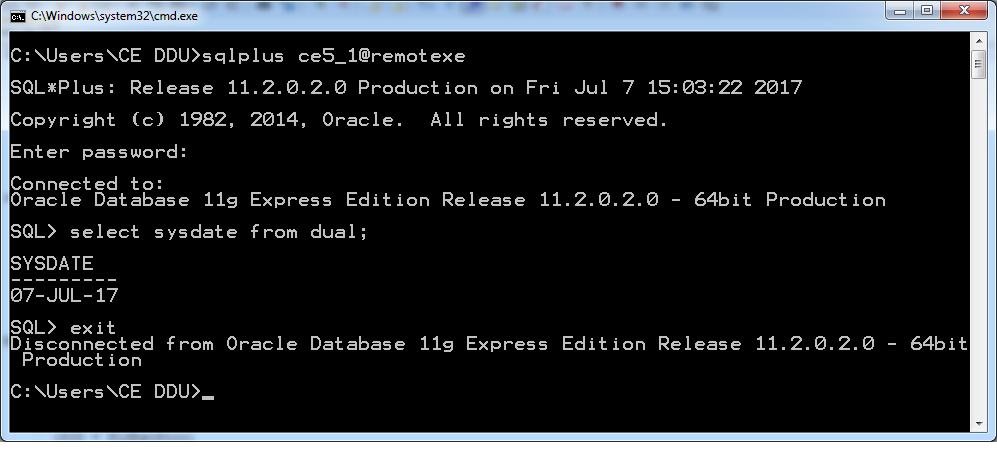 C:\Windows\system32\cmd.exe
C:\Users\CE DDU>sqlplus ce5_1@remotexe
SQL*Plus: Release 11.2.0.2.0 Production on Fri Jul 7 15:03:22 2017
Copyright (c) 1982, 2014, Oracle.  All rights reserved.
Enter password:
Connected to:
Oracle Database 11g Express Edition Release 11.2.0.2.0 - 64bit Production
SQL> select sysdate from dual;
SYSDATE
---------
07-JUL-17
SQL> exit
Disconnected from Oracle Database 11g Express Edition Release 11.2.0.2.0 - 64bit
 Production
C:\Users\CE DDU>_